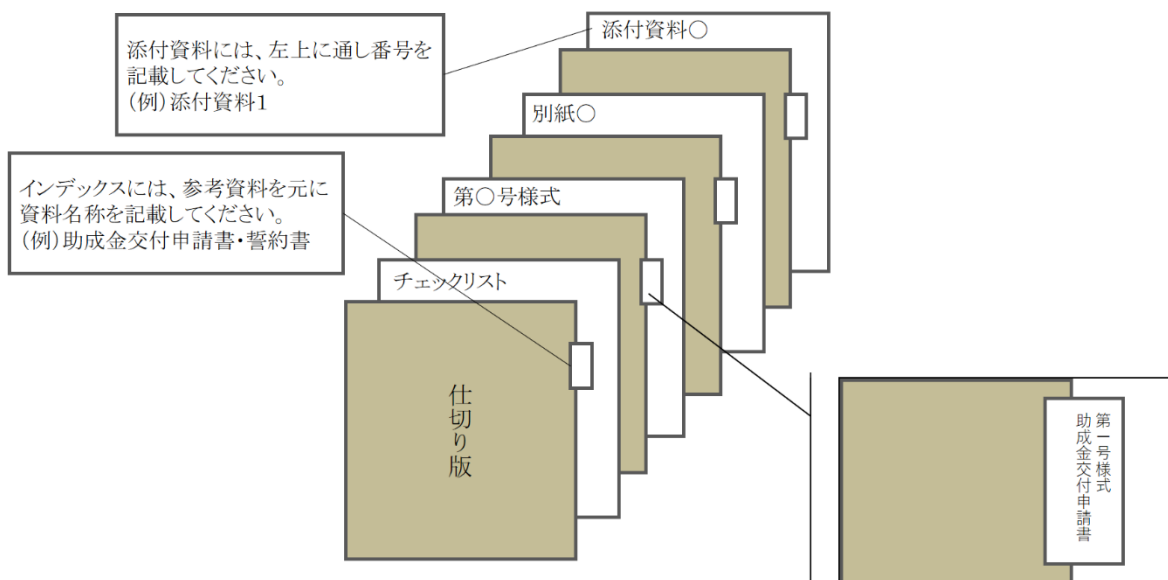 添付資料には、左上に通し番号を
記載してください。
（例）添付資料１
インデックスには、参考資料を元に
資料名称を記載してください。
（例）助成金交付申請書・誓約書
添付資料〇
別紙〇
第〇号様式
チェックリスト
仕切り版
第一号様式
助成金交付申請書